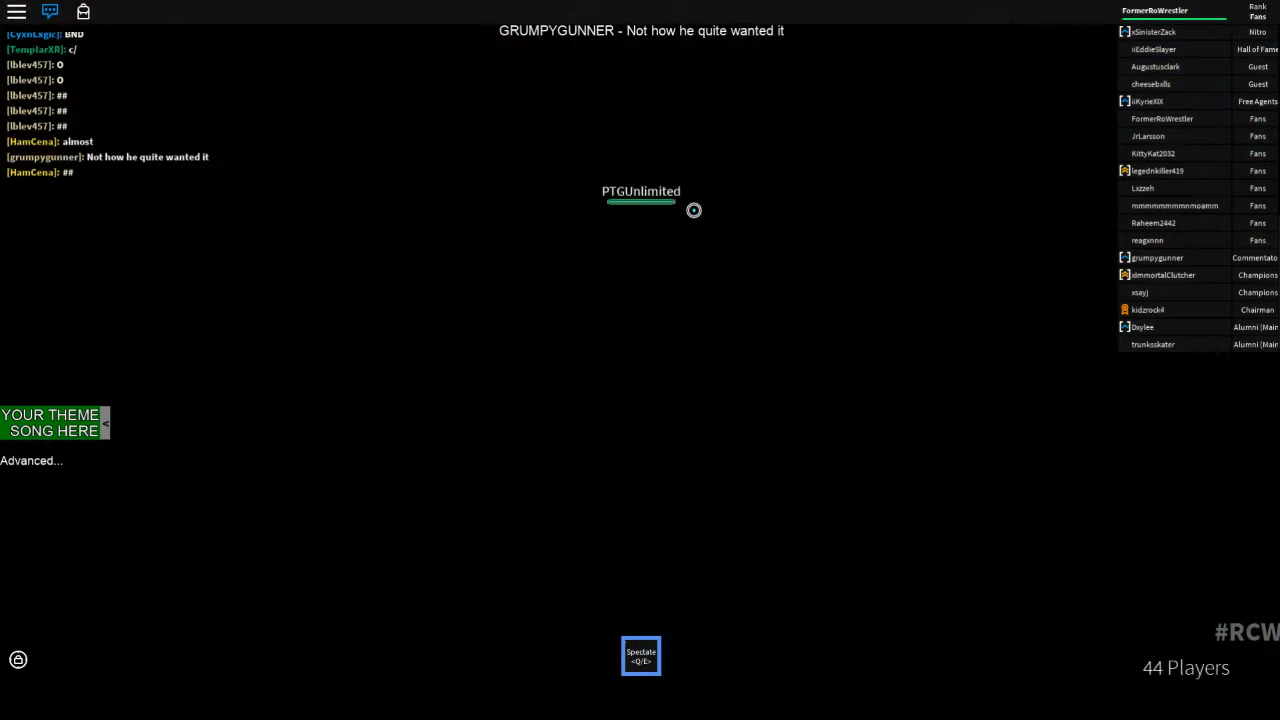 GRUMPYGUNNER - Not how he quite wanted it
[CyxnLxgic]: BND
[TemplarXR]: c/
[lblev457]: O
[lblev457]: O
[lblev457]: ##
[lblev457]: ##
[lblev457]: ##
[HamCena]: almost
[grumpygunner]: Not how he quite wanted it
[HamCena]: ##
PTGUnlimited
FormerRoWrestler Rank Fans
xSinisterZack Nitro
iiEddieSlayer Hall of Fame
Augustusclark Guest
cheesebxlls Guest
iiKyrieXIX Free Agents
FormerRoWrestler Fans
JrLarsson Fans
KittyKat2032 Fans
legednkiller419 Fans
Lxzzeh Fans
mmmmmmmmnmoamm Fans
Raheem2442 Fans
reagxnnn Fans
grumpygunner Commentato
xImmortalClutcher Champions
xsayj Champions
kidzrock4 Chairman
Dxylee Alumni (Main
trunksskater Alumni (Main
YOUR THEME
SONG HERE
<
Advanced...
Spectate
<Q/E>
#RCW
44 Players